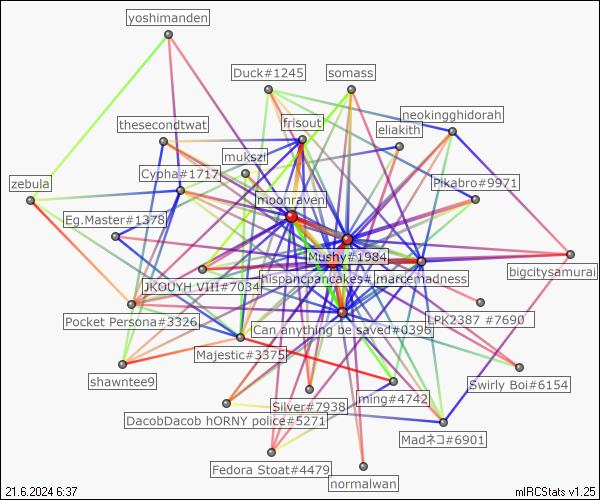 yoshimanden
Duck#1245
somass
neokingghidorah
thesecondtwat
frisout
eliakith
mukszi
Cypha#1717
zebula
Pikabro#9971
moonraven
Eg.Master#1378
Mushy#1984
bigcitysamurai
JKOUYH VIII#7034
hispancpancakes#
marcemadness
Pocket Persona#3326
Can anything be saved#0396
LPK2387 #7690
Majestic#3375
shawntee9
Swirly Boi#6154
ming#4742
Silver#7938
DacobDacob hORNY police#5271
Madネコ#6901
Fedora Stoat#4479
normalwan
21.6.2024 6:37
mIRCStats v1.25